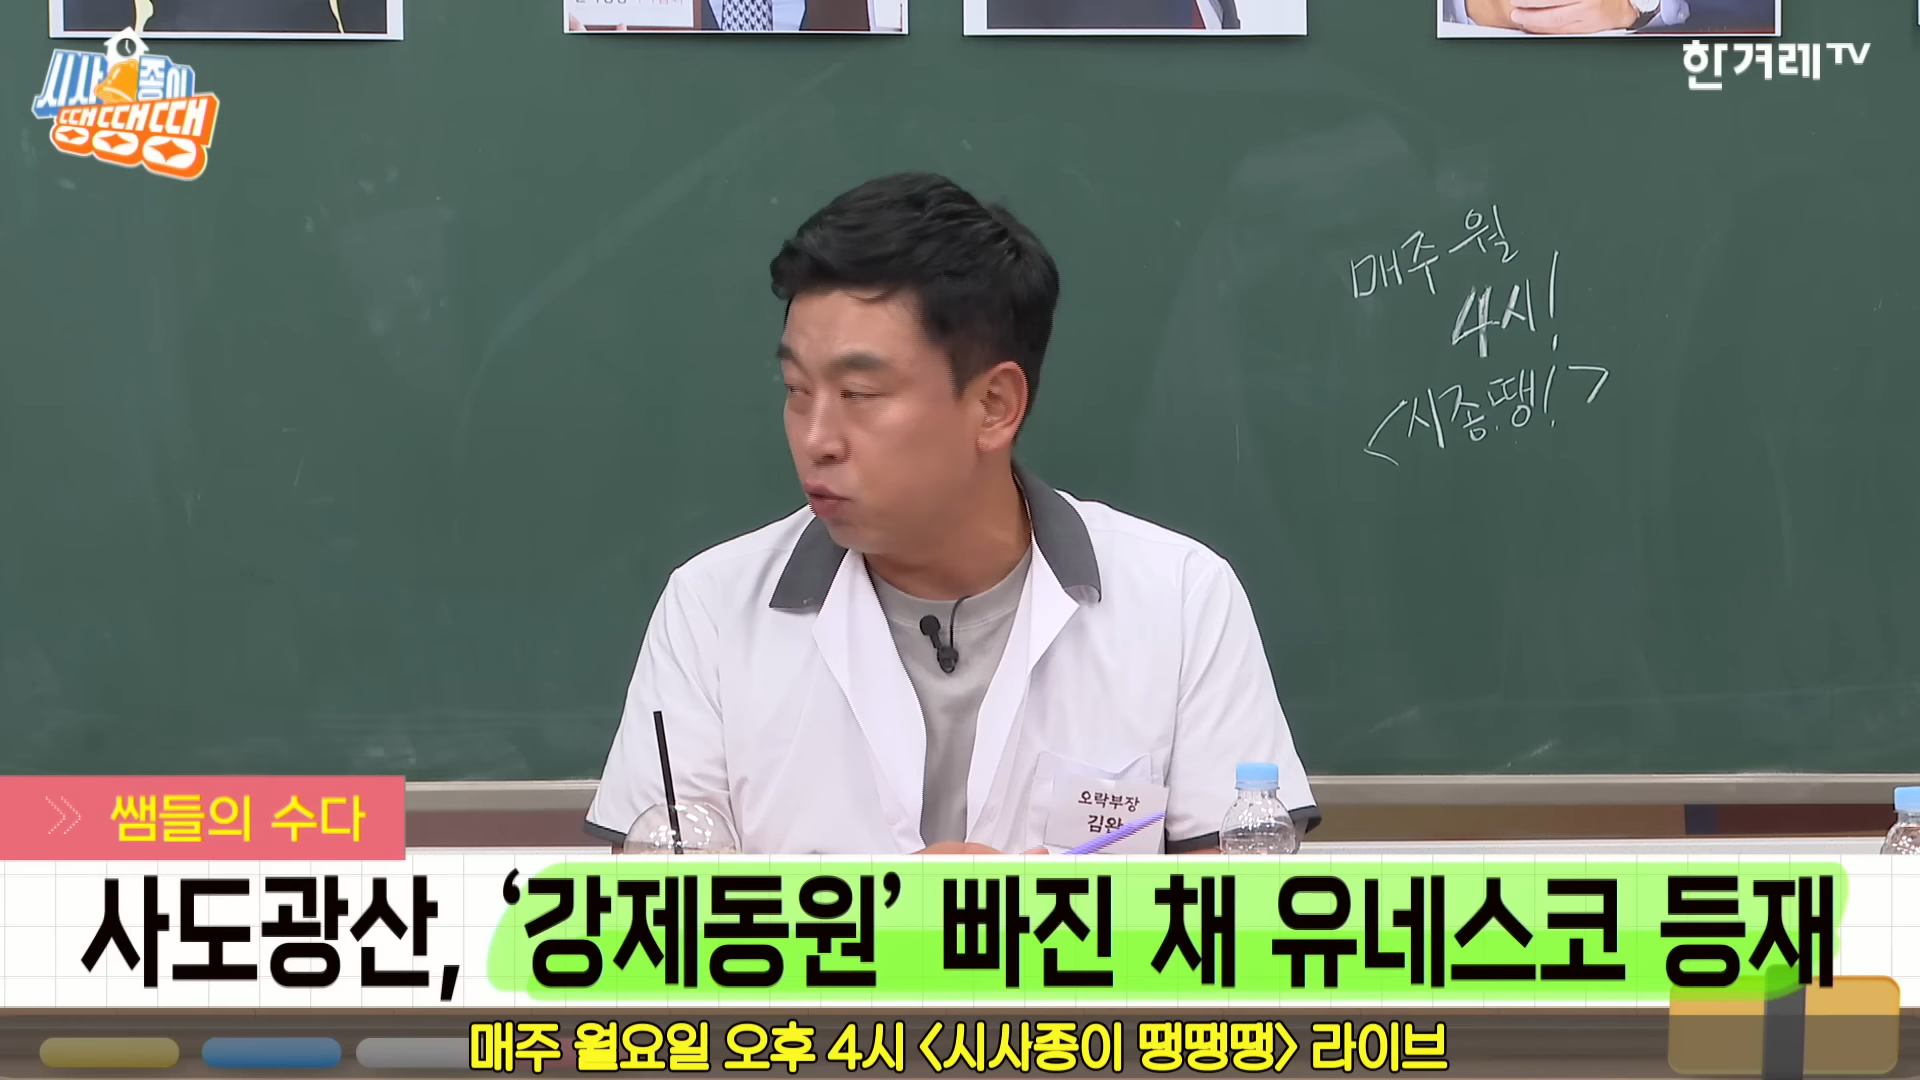 시사종이
땡땡땡
한겨레TV
매주 월
4시!
<시종땡!>
오락부장
김완
쌤들의 수다
사도광산, ‘강제동원’ 빠진 채 유네스코 등재
매주 월요일 오후 4시 <시사종이 땡땡땡> 라이브